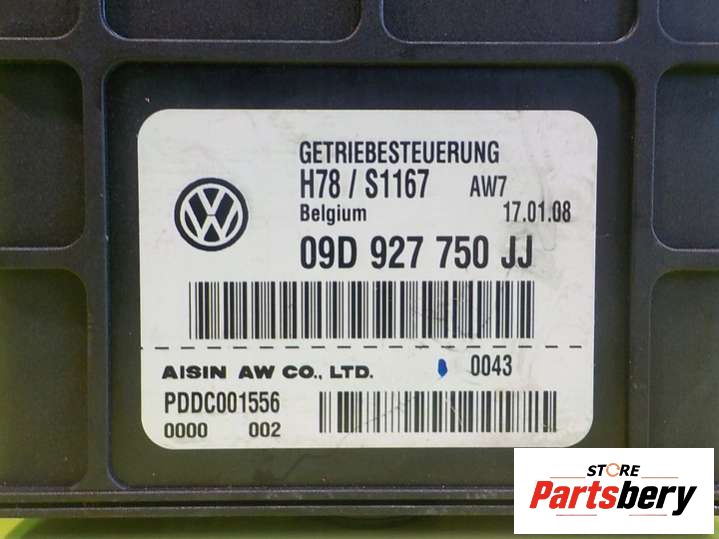 GETRIEBESTEUERUNG
H78 / S1167 AW7
Belgium 17.01.08
09D 927 750 JJ
AISIN AW CO., LTD. 0043
PDDC001556
0000 002
STORE
Partsbery